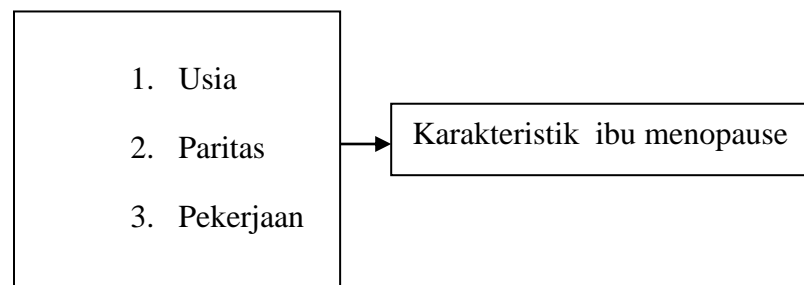 1. Usia
2. Paritas
3. Pekerjaan
Karakteristik ibu menopause